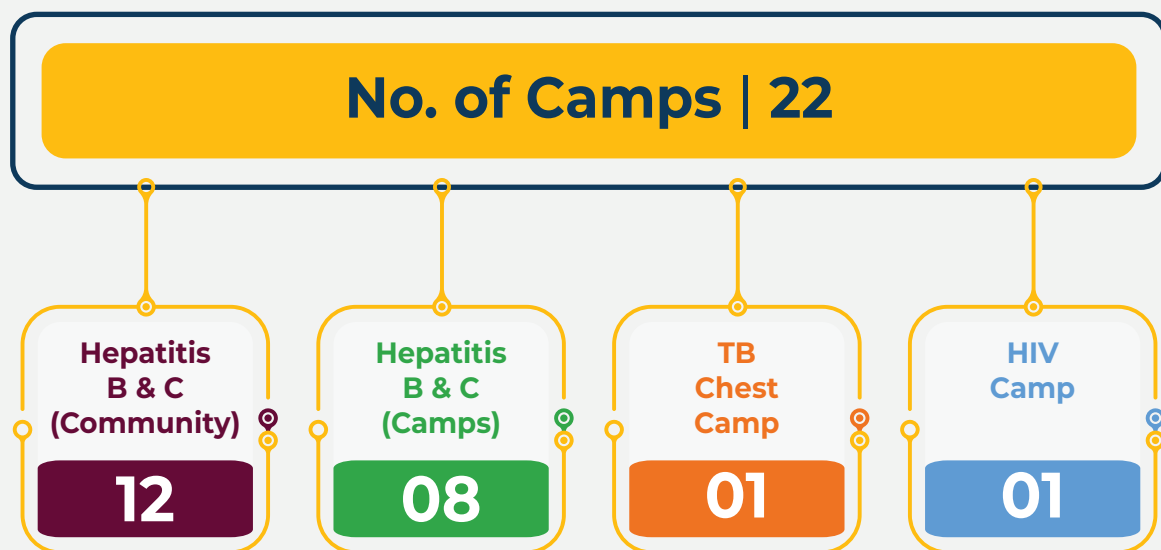 No. of Camps | 22
Hepatitis
B & C
(Community)
12
Hepatitis
B & C
(Camps)
08
TB
Chest
Camp
01
HIV
Camp
01